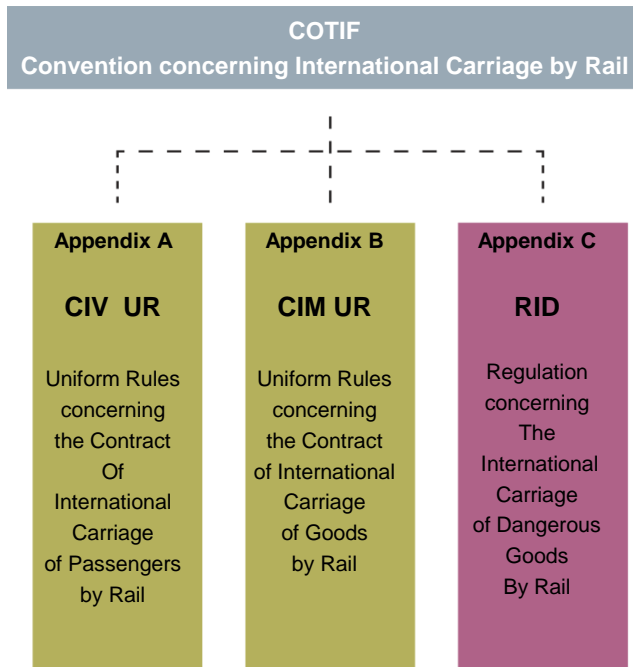 COTIF
Convention concerning International Carriage by Rail
Appendix A
CIV UR
Uniform Rules
concerning
the Contract
Of
International
Carriage
of Passengers
by Rail
Appendix B
CIM UR
Uniform Rules
concerning
the Contract
of International
Carriage
of Goods
by Rail
Appendix C
RID
Regulation
concerning
The
International
Carriage
of Dangerous
Goods
By Rail